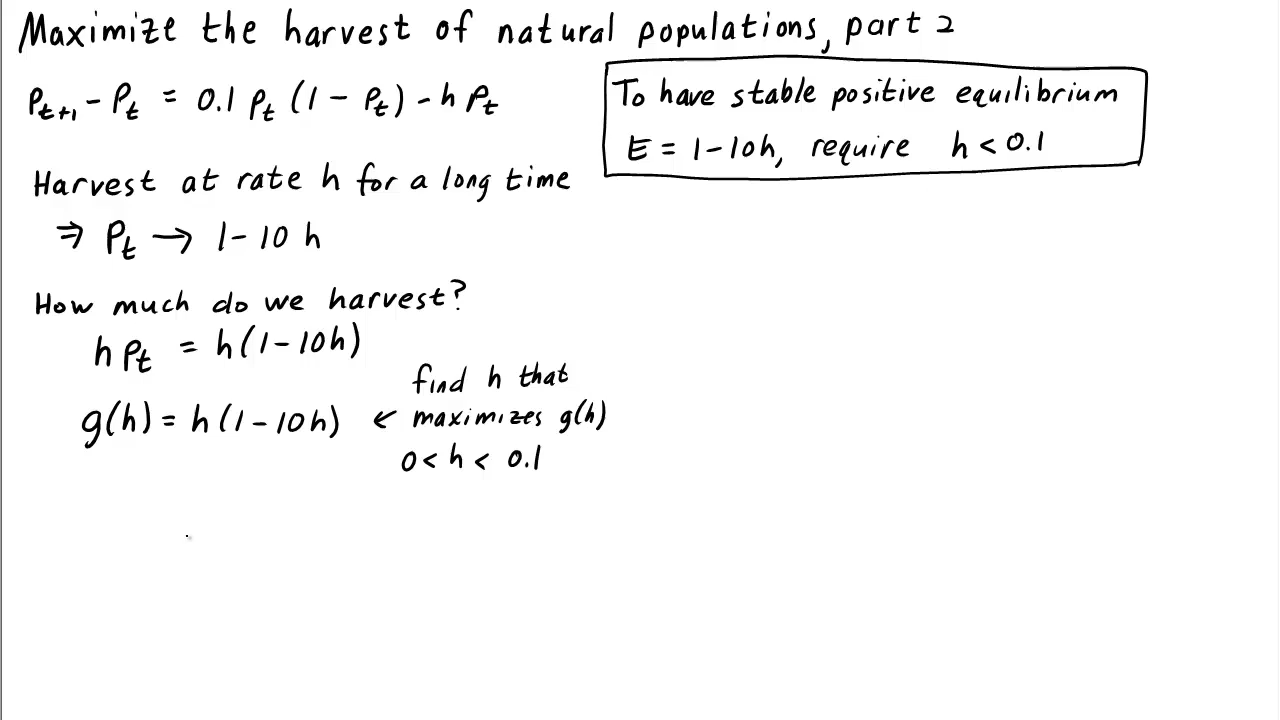 Maximize the harvest of natural populations, part 2
P_{t+1} - P_t = 0.1 P_t (1 - P_t) - h P_t
To have stable positive equilibrium
E = 1-10h, require h < 0.1
Harvest at rate h for a long time
⇒ P_t → 1-10 h
How much do we harvest?
h P_t = h(1-10h)
find h that
g(h) = h(1-10h) ← maximizes g(h)
0 < h < 0.1